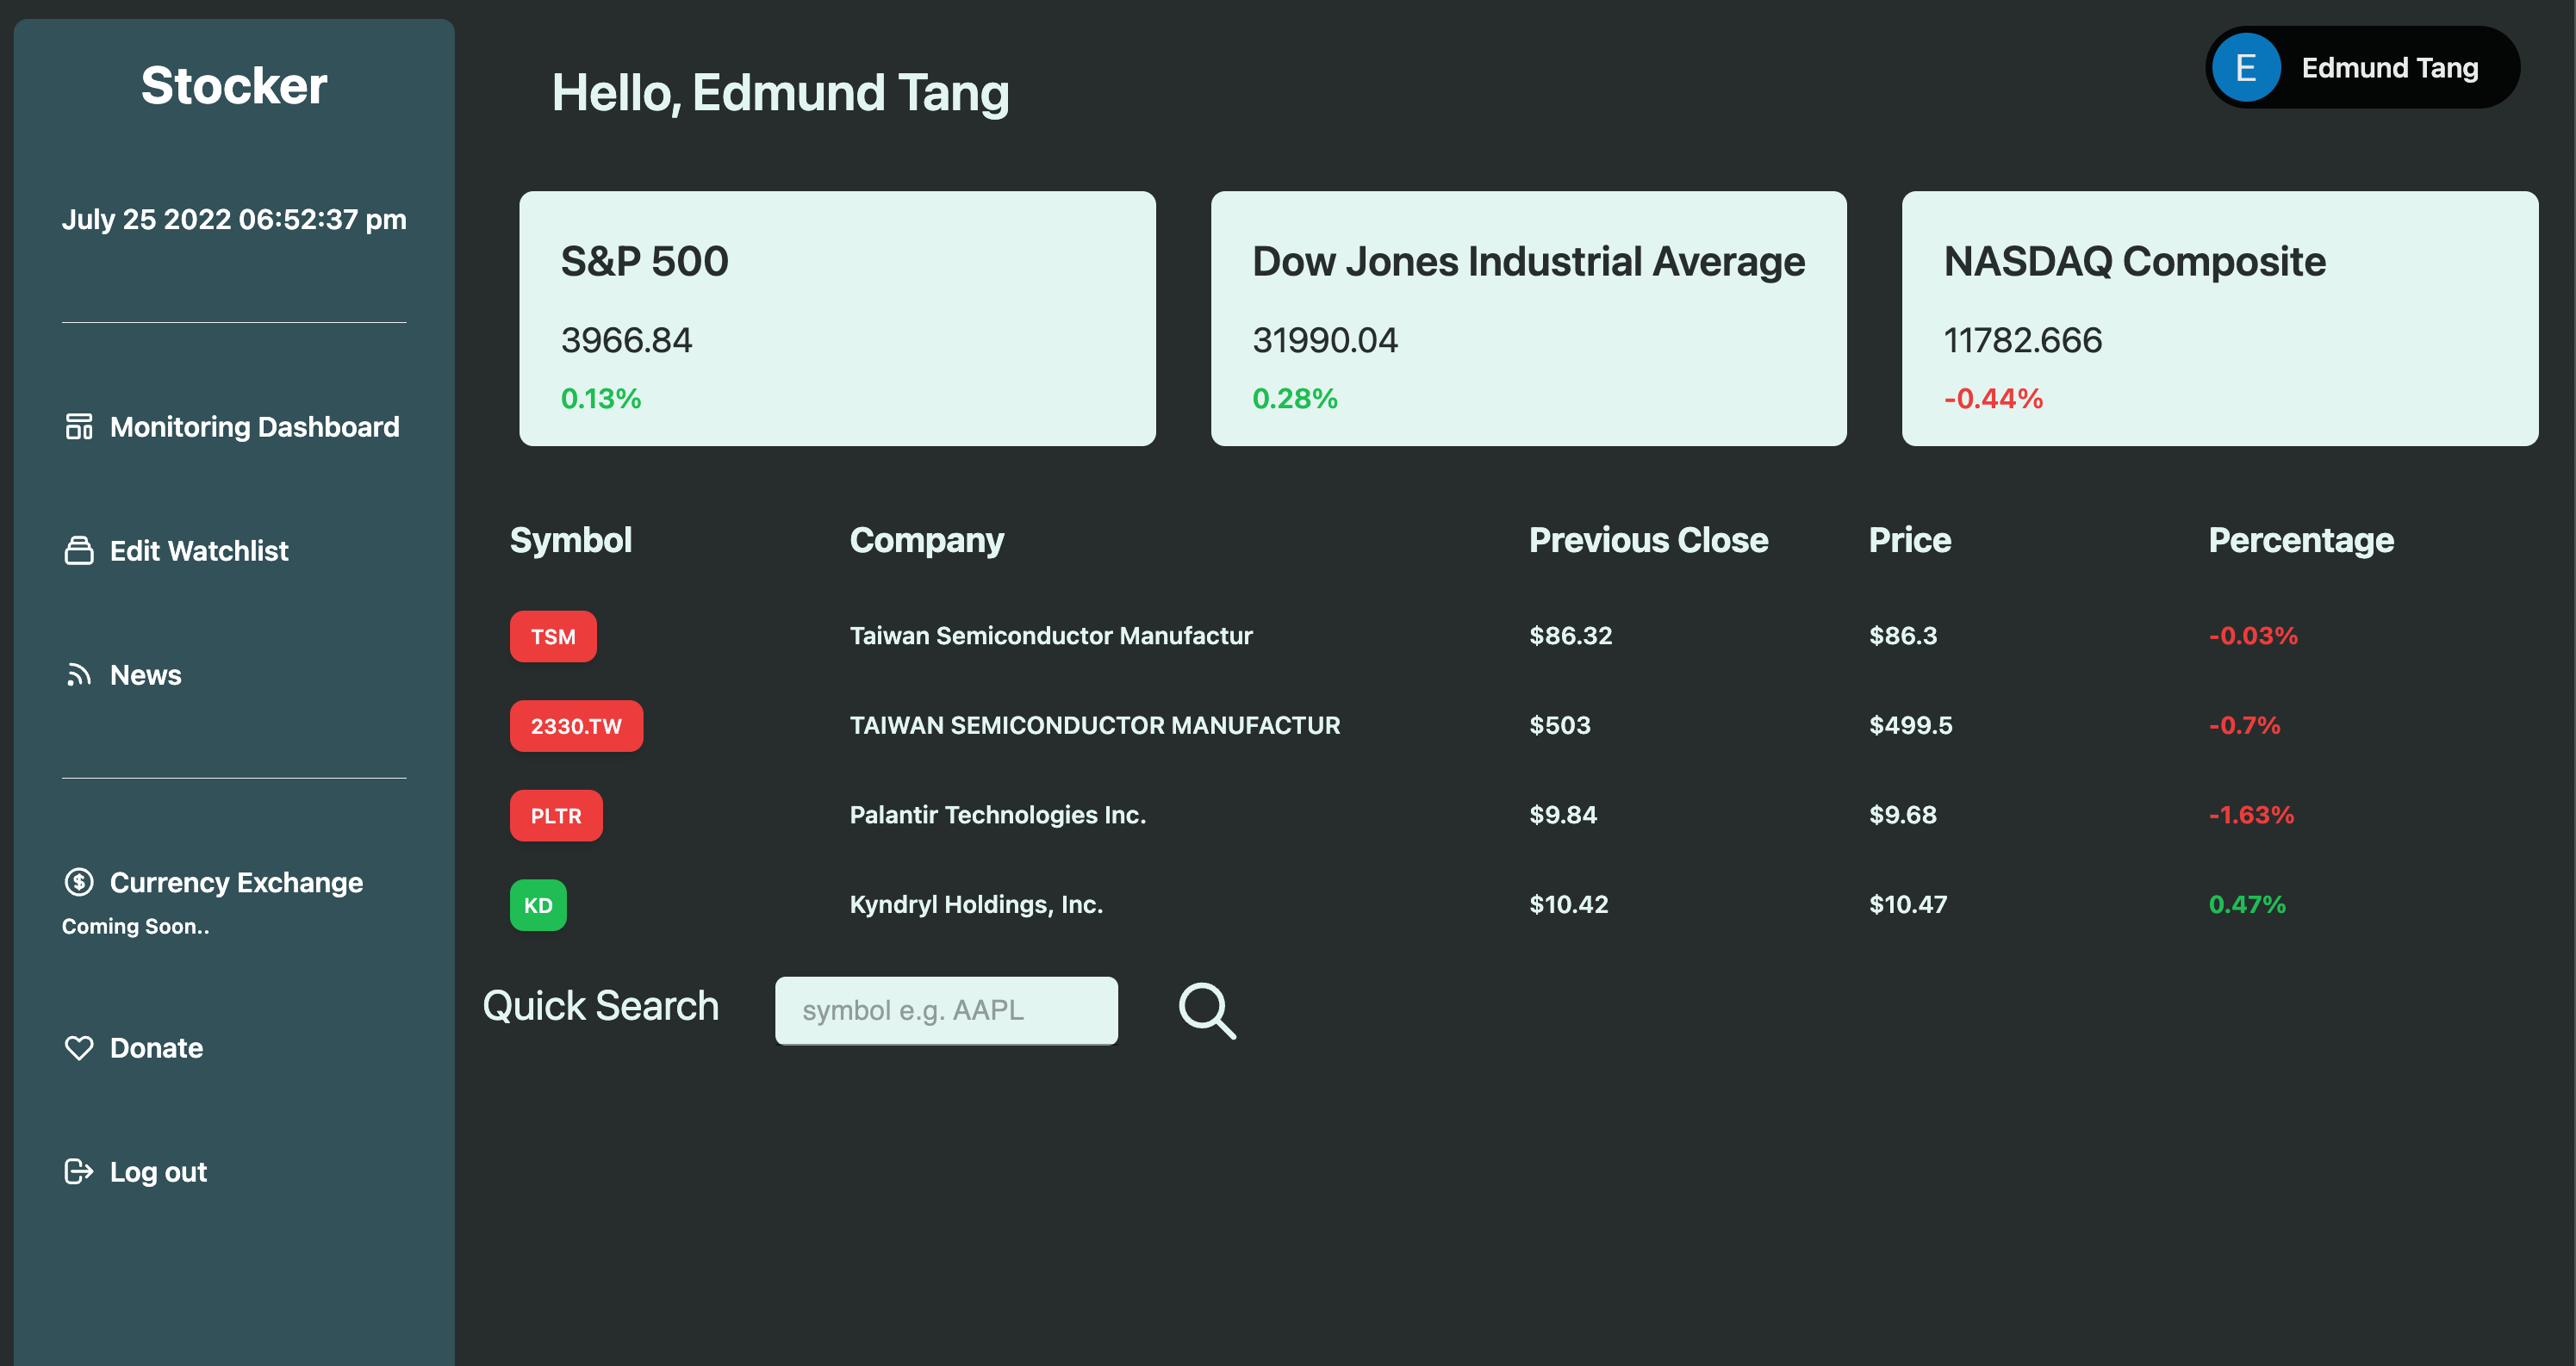 Stocker
July 25 2022 06:52:37 pm
Monitoring Dashboard
Edit Watchlist
News
Currency Exchange
Coming Soon..
Donate
Log out
Hello, Edmund Tang
E Edmund Tang
S&P 500
3966.84
0.13%
Dow Jones Industrial Average
31990.04
0.28%
NASDAQ Composite
11782.666
-0.44%
Symbol Company Previous Close Price Percentage
TSM Taiwan Semiconductor Manufactur $86.32 $86.3 -0.03%
2330.TW TAIWAN SEMICONDUCTOR MANUFACTUR $503 $499.5 -0.7%
PLTR Palantir Technologies Inc. $9.84 $9.68 -1.63%
KD Kyndryl Holdings, Inc. $10.42 $10.47 0.47%
Quick Search symbol e.g. AAPL